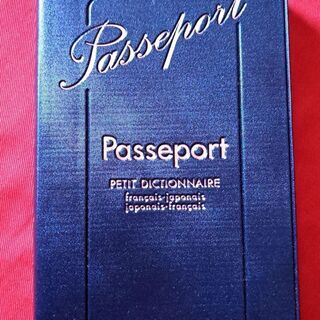 Passeport
Passeport
PETIT DICTIONNAIRE
français-japonais
japonais-français